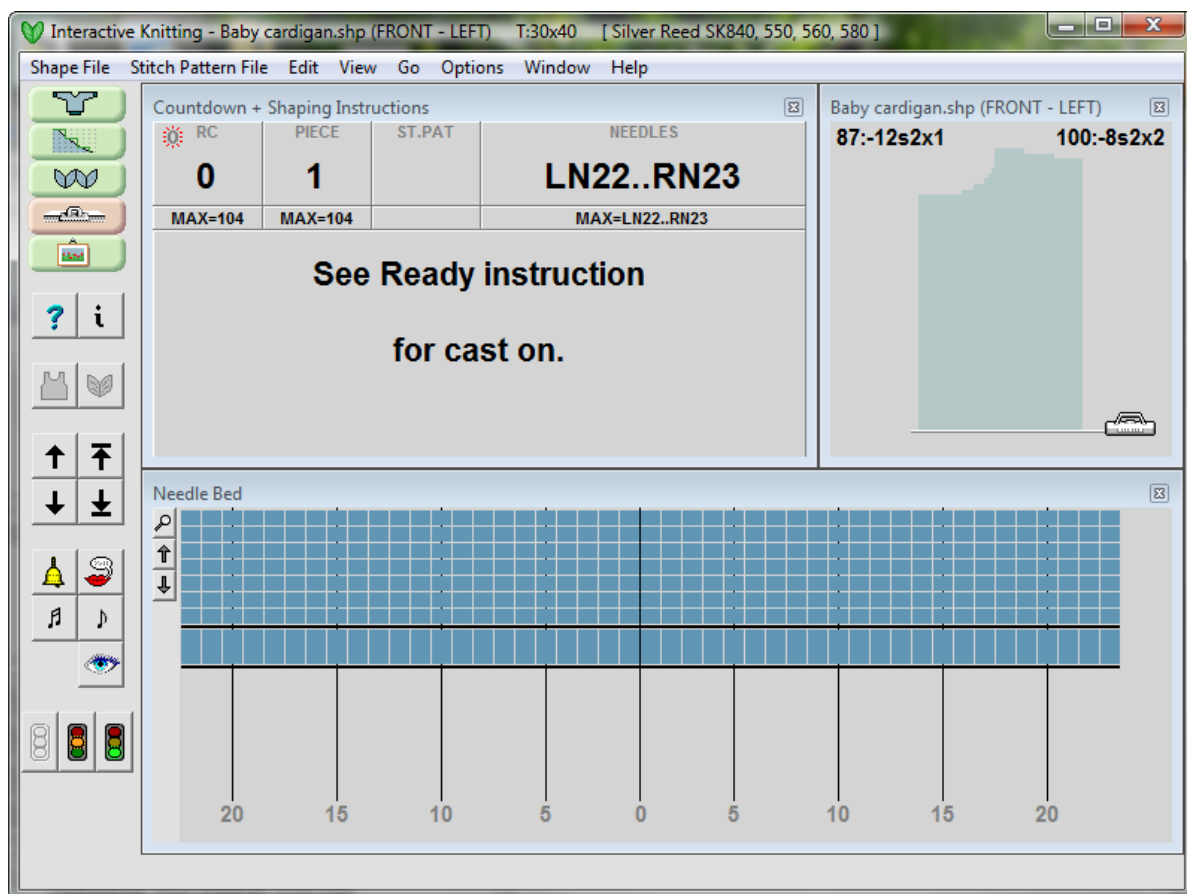 Interactive Knitting - Baby cardigan.shp (FRONT - LEFT) T:30x40 [ Silver Reed SK840, 550, 560, 580 ]
Shape File Stitch Pattern File Edit View Go Options Window Help
Countdown + Shaping Instructions
RC PIECE ST.PAT NEEDLES
0 1 LN22..RN23
MAX=104 MAX=104 MAX=LN22..RN23
See Ready instruction
for cast on.
Baby cardigan.shp (FRONT - LEFT)
87:-12s2x1 100:-8s2x2
Needle Bed
20 15 10 5 0 5 10 15 20